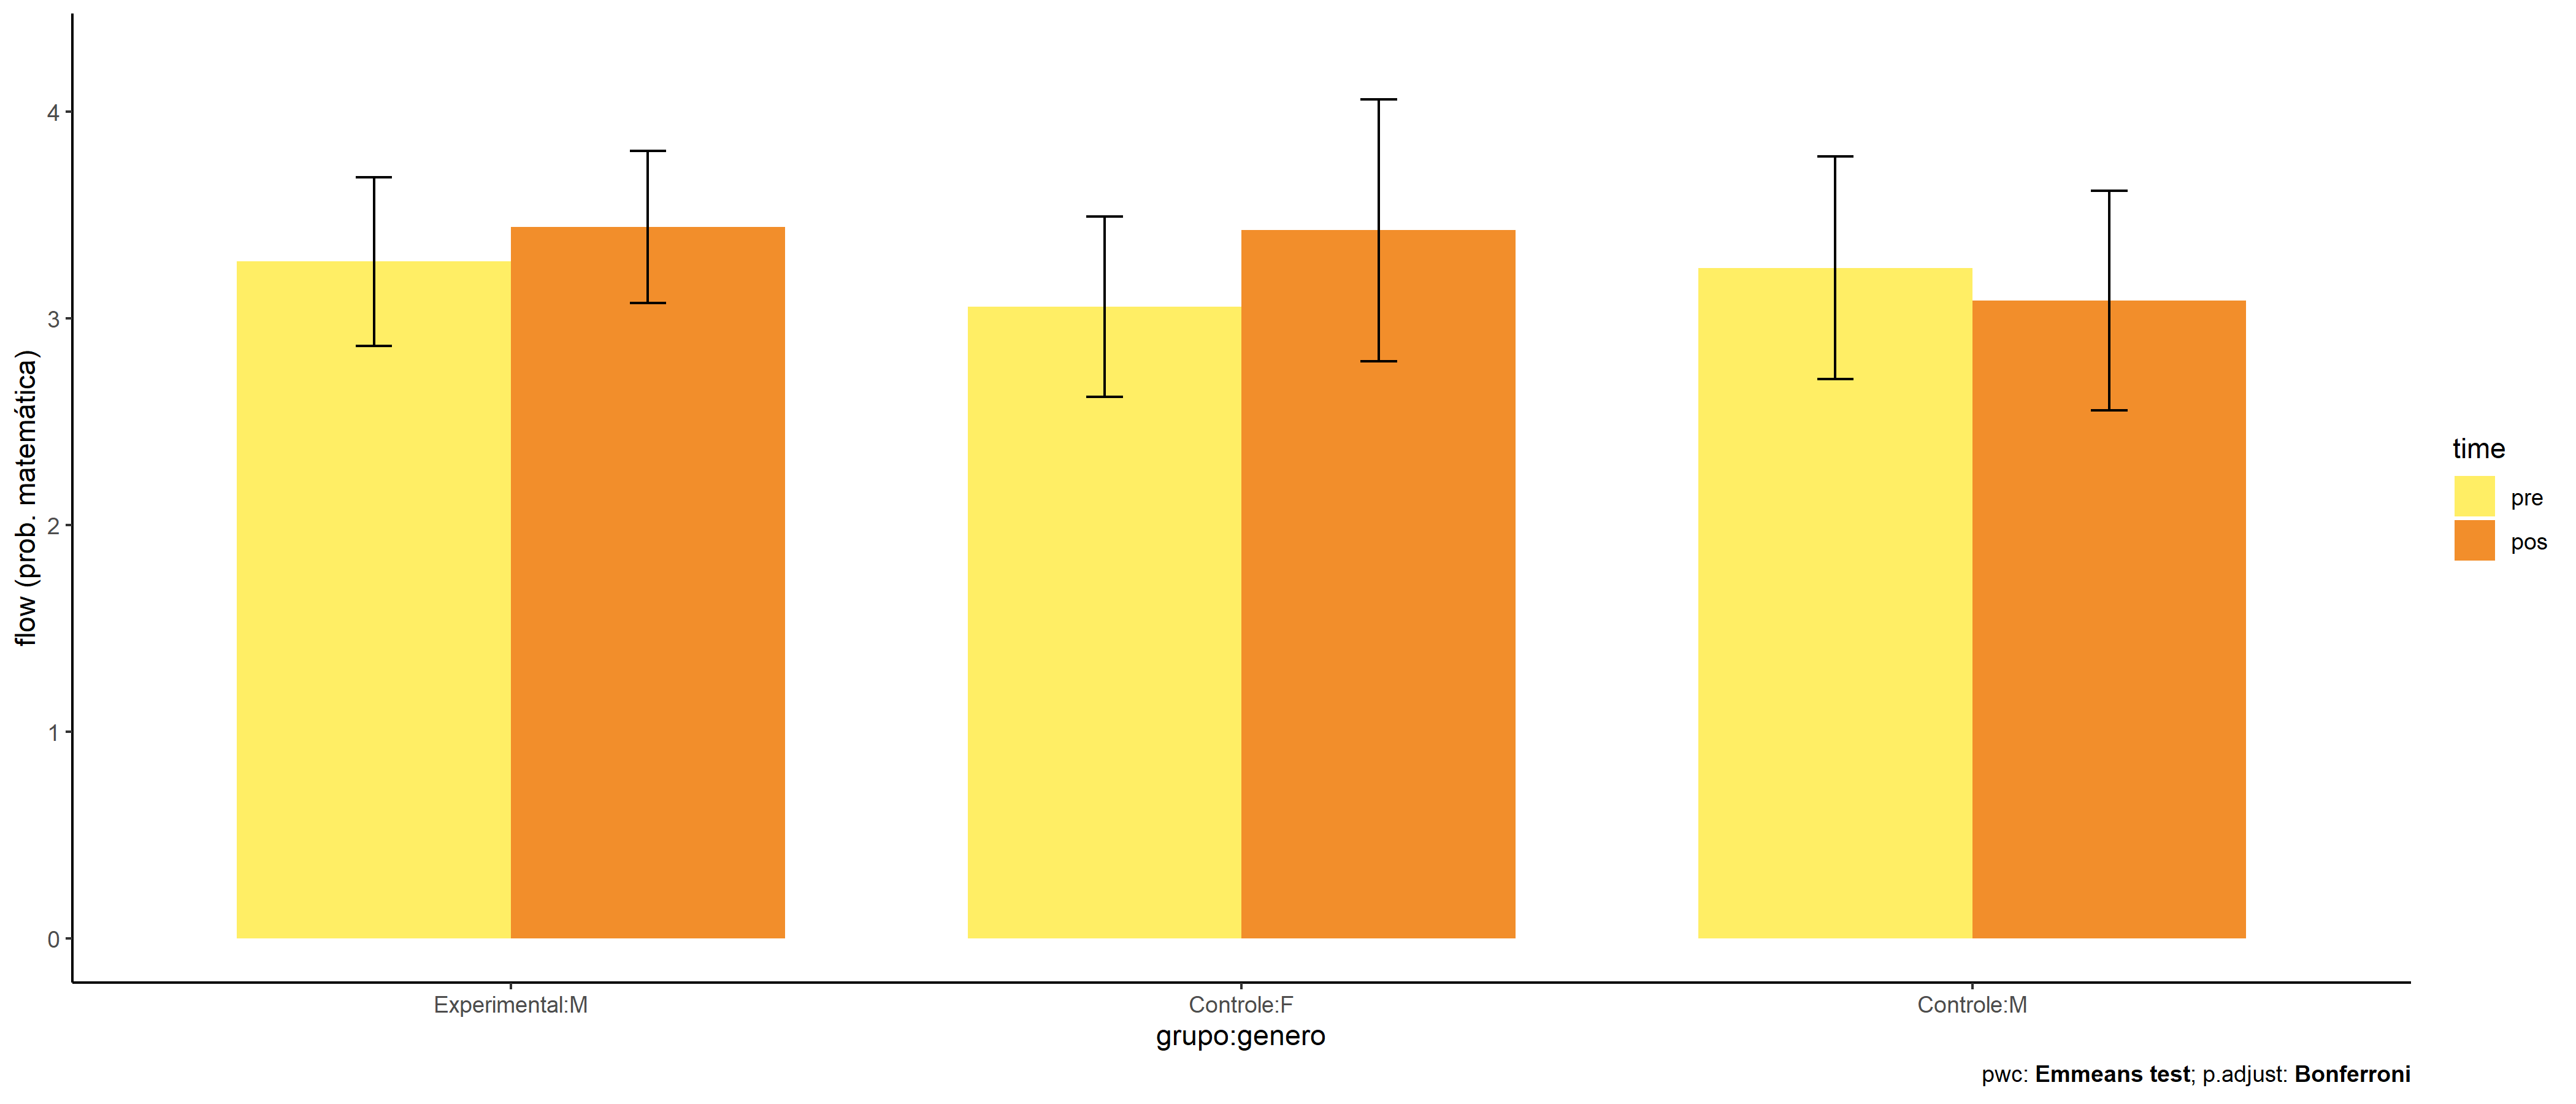 flow (prob. matemática)
4
3
2
1
0
Experimental:M
Controle:F
Controle:M
grupo:genero
time
pre
pos
pwc: Emmeans test; p.adjust: Bonferroni